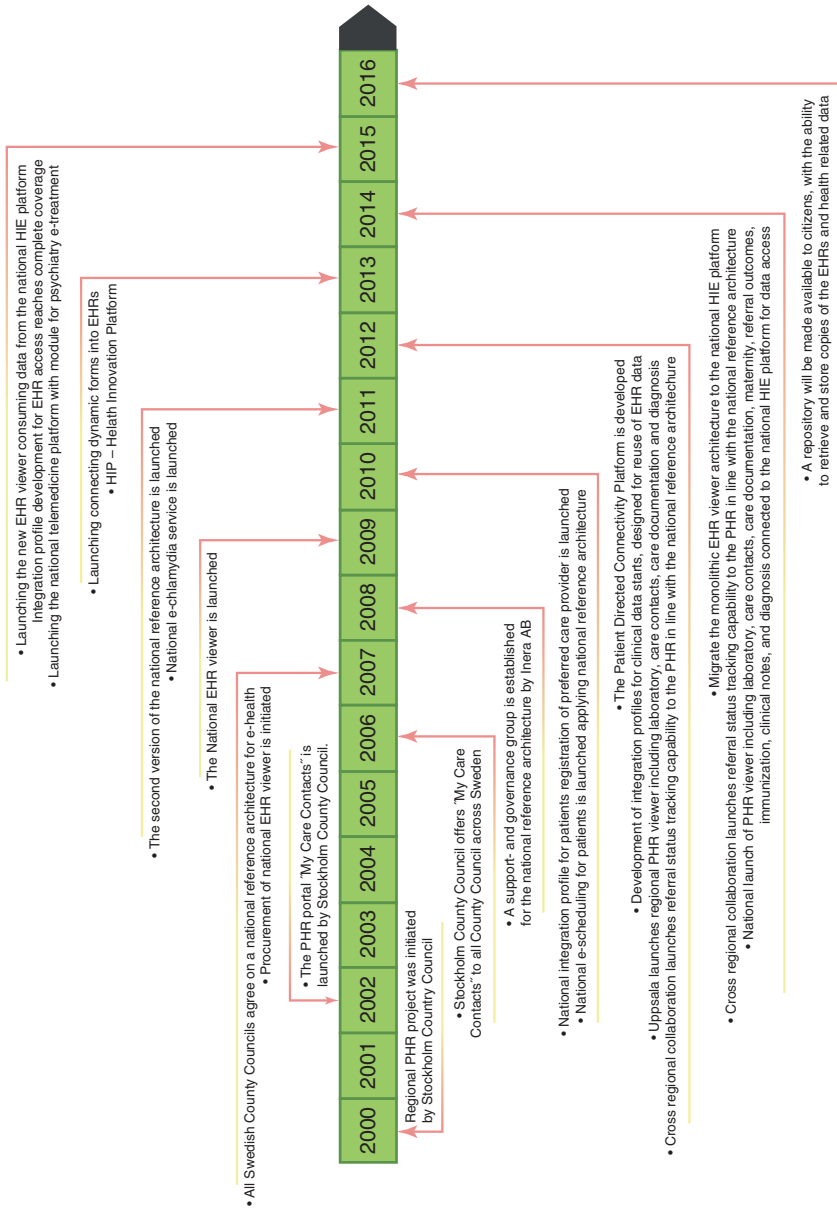 • Launching the new EHR viewer consuming data from the national HIE platform
Integration profile development for EHR access reaches complete coverage
• Launching the national telemedicine platform with module for psychiatry e-treatment
• Launching connecting dynamic forms into EHRs
• HIP – Helath Innovation Platform
• The second version of the national reference architecture is launched
• National e-chlamydia service is launched
• The National EHR viewer is launched
• All Swedish County Councils agree on a national reference architecture for e-health
• Procurement of national EHR viewer is initiated
• The PHR portal “My Care Contacts” is
launched by Stockholm County Council.
2000 2001 2002 2003 2004 2005 2006 2007 2008 2009 2010 2011 2012 2013 2014 2015 2016
Regional PHR project was initiated
by Stockholm Country Council
• Stockholm County Council offers “My Care
Contacts” to all County Council across Sweden
• A support- and governance group is established
for the national reference architecture by Inera AB
• National integration profile for patients registration of preferred care provider is launched
• National e-scheduling for patients is launched applying national reference architecture
• The Patient Directed Connectivity Platform is developed
• Development of integration profiles for clinical data starts, designed for reuse of EHR data
• Uppsala launches regional PHR viewer including laboratory, care contacts, care documentation and diagnosis
• Cross regional collaboration launches referral status tracking capability to the PHR in line with the national reference architecture
• Migrate the monolithic EHR viewer architecture to the national HIE platform
• Cross regional collaboration launches referral status tracking capability to the PHR in line with the national reference architecture
• National launch of PHR viewer including laboratory, care contacts, care documentation, maternity, referral outcomes,
immunization, clinical notes, and diagnosis connected to the national HIE platform for data access
• A repository will be made available to citizens, with the ability
to retrieve and store copies of the EHRs and health related data